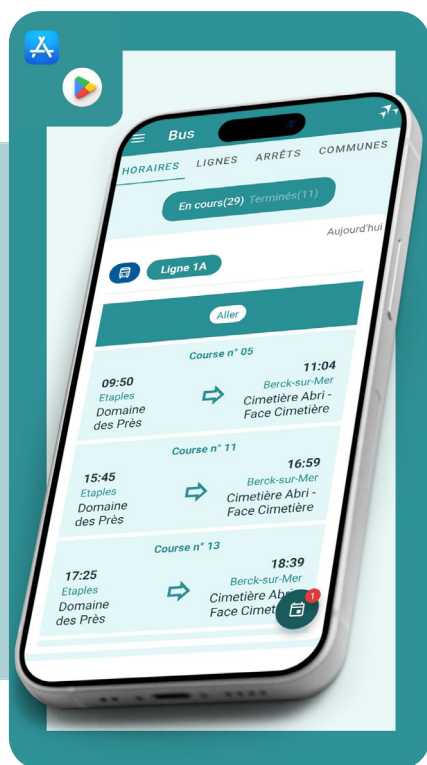 Bus
HORAIRES LIGNES ARRÊTS COMMUNES
En cours(29) Terminés(11)
Aujourd'hui
Ligne 1A
Aller
Course n° 05
09:50 11:04
Etaples Berck-sur-Mer
Domaine Cimetière Abri -
des Près Face Cimetière
Course n° 11
15:45 16:59
Etaples Berck-sur-Mer
Domaine Cimetière Abri -
des Près Face Cimetière
Course n° 13
17:25 18:39
Etaples Berck-sur-Mer
Domaine Cimetière
des Près Face
1